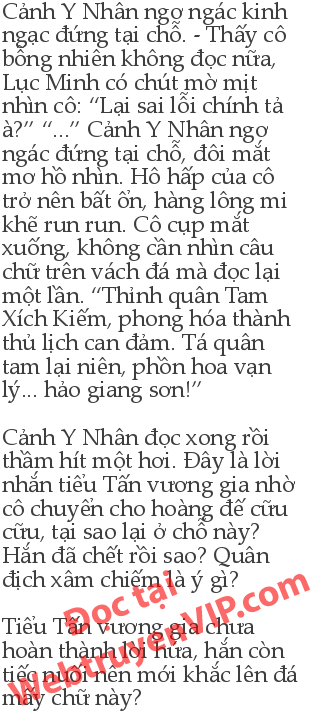 Cảnh Y Nhân ngơ ngác kinh
ngạc đứng tại chỗ. - Thấy cô
bỗng nhiên không đọc nữa,
Lục Minh có chút mờ mịt
nhìn cô: “Lại sai lỗi chính tả
à?” “...” Cảnh Y Nhân ngơ
ngác đứng tại chỗ, đôi mắt
mơ hồ nhìn. Hô hấp của cô
trở nên bất ổn, hàng lông mi
khẽ run run. Cô cụp mắt
xuống, không cần nhìn câu
chữ trên vách đá mà đọc lại
một lần. “Thỉnh quân Tam
Xích Kiếm, phong hóa thành
thủ lịch can đảm. Tá quân
tam lại niên, phồn hoa vạn
lý... hảo giang sơn!”
Cảnh Y Nhân đọc xong rồi
thầm hít một hơi. Đây là lời
nhắn tiểu Tấn vương gia nhờ
cô chuyển cho hoàng đế cữu
cữu, tại sao lại ở chỗ này?
Hắn đã chết rồi sao? Quân
địch xâm chiếm là ý gì?
Tiểu Tấn vương gia chưa
hoàn thành lời hứa, hắn còn
tiếc nuối nên mới khắc lên đá
mấy chữ này?
Đọc tại
WebtruyenVIP.com